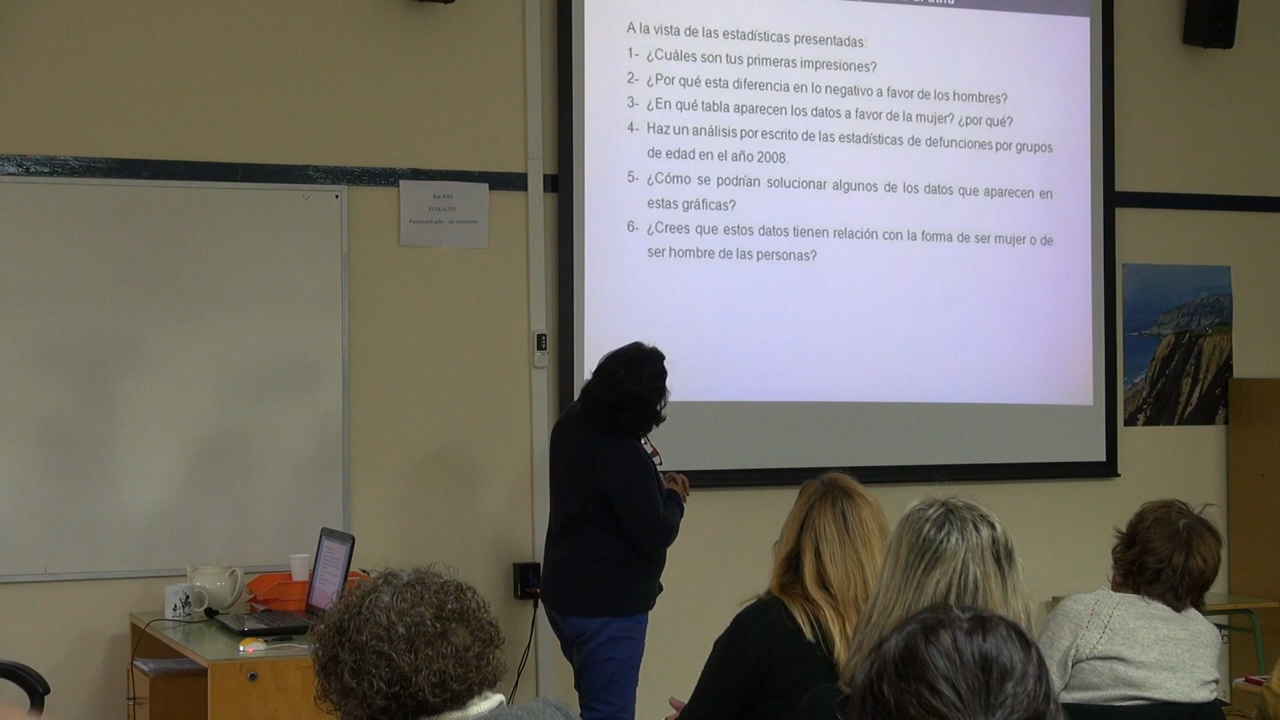 A la vista de las estadísticas presentadas:
1- ¿Cuáles son tus primeras impresiones?
2- ¿Por qué esta diferencia en lo negativo a favor de los hombres?
3- ¿En qué tabla aparecen los datos a favor de la mujer? ¿por qué?
4- Haz un análisis por escrito de las estadísticas de defunciones por grupos
de edad en el año 2008.
5- ¿Cómo se podrían solucionar algunos de los datos que aparecen en
estas gráficas?
6- ¿Crees que estos datos tienen relación con la forma de ser mujer o de
ser hombre de las personas?
EUSKALTEL